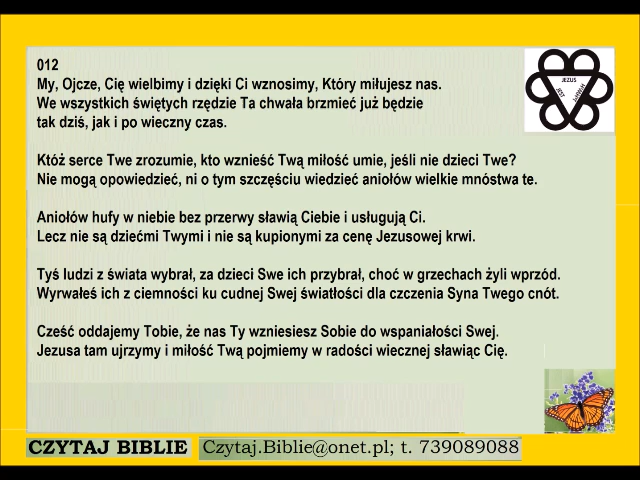 012
My, Ojcze, Cię wielbimy i dzięki Ci wznosimy, Który miłujesz nas.
We wszystkich świętych rzędzie Ta chwała brzmieć już będzie
tak dziś, jak i po wieczny czas.
Któż serce Twe zrozumie, kto wznieść Twą miłość umie, jeśli nie dzieci Twe?
Nie mogą opowiedzieć, ni o tym szczęściu wiedzieć aniołów wielkie mnóstwa te.
Aniołów hufy w niebie bez przerwy sławią Ciebie i usługują Ci.
Lecz nie są dziećmi Twymi i nie są kupionymi za cenę Jezusowej krwi.
Tyś ludzi z świata wybrał, za dzieci Swe ich przybrał, choć w grzechach żyli wprzód.
Wyrwałeś ich z ciemności ku cudnej Swej światłości dla czczenia Syna Twego cnót.
Cześć oddajemy Tobie, że nas Ty wzniesiesz Sobie do wspaniałości Swej.
Jezusa tam ujrzymy i miłość Twą pojmiemy w radości wiecznej sławiąc Cię.
JEZUS
JEST
PANEM
CZYTAJ BIBLIE
Czytaj.Biblie@onet.pl; t. 739089088